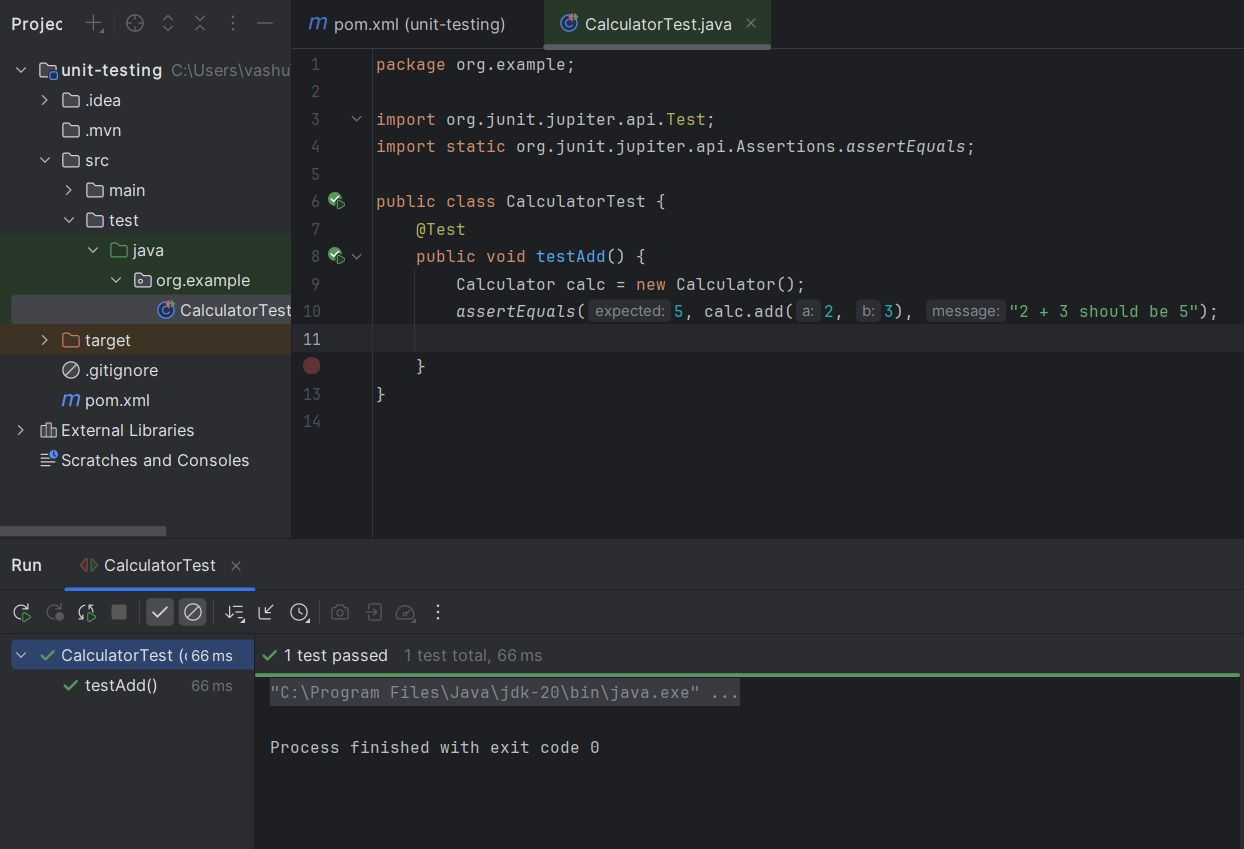 Projec
pom.xml (unit-testing)
CalculatorTest.java
unit-testing C:\Users\vashu
.idea
.mvn
src
main
test
java
org.example
CalculatorTest
target
.gitignore
pom.xml
External Libraries
Scratches and Consoles
1 package org.example;
2
3 import org.junit.jupiter.api.Test;
4 import static org.junit.jupiter.api.Assertions.assertEquals;
5
6 public class CalculatorTest {
7 @Test
8 public void testAdd() {
9 Calculator calc = new Calculator();
10 assertEquals( expected: 5, calc.add( a: 2, b: 3), message: "2 + 3 should be 5");
11
}
13 }
14
Run CalculatorTest
CalculatorTest ( 66 ms
testAdd() 66 ms
1 test passed 1 test total, 66 ms
"C:\Program Files\Java\jdk-20\bin\java.exe" ...
Process finished with exit code 0